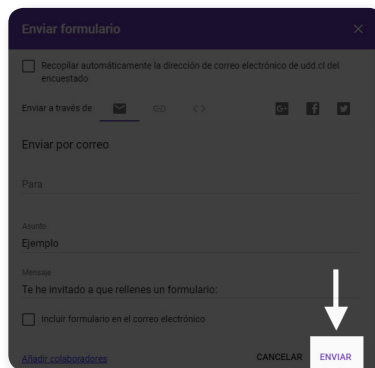 Enviar formulario
Recopilar automáticamente la dirección de correo electrónico de udd.cl del
encuestado
Enviar a través de
G+
Enviar por correo
Para
Asunto
Ejemplo
Mensaje
Te he invitado a que rellenes un formulario:
Incluir formulario en el correo electrónico
Añadir colaboradores
CANCELAR
ENVIAR